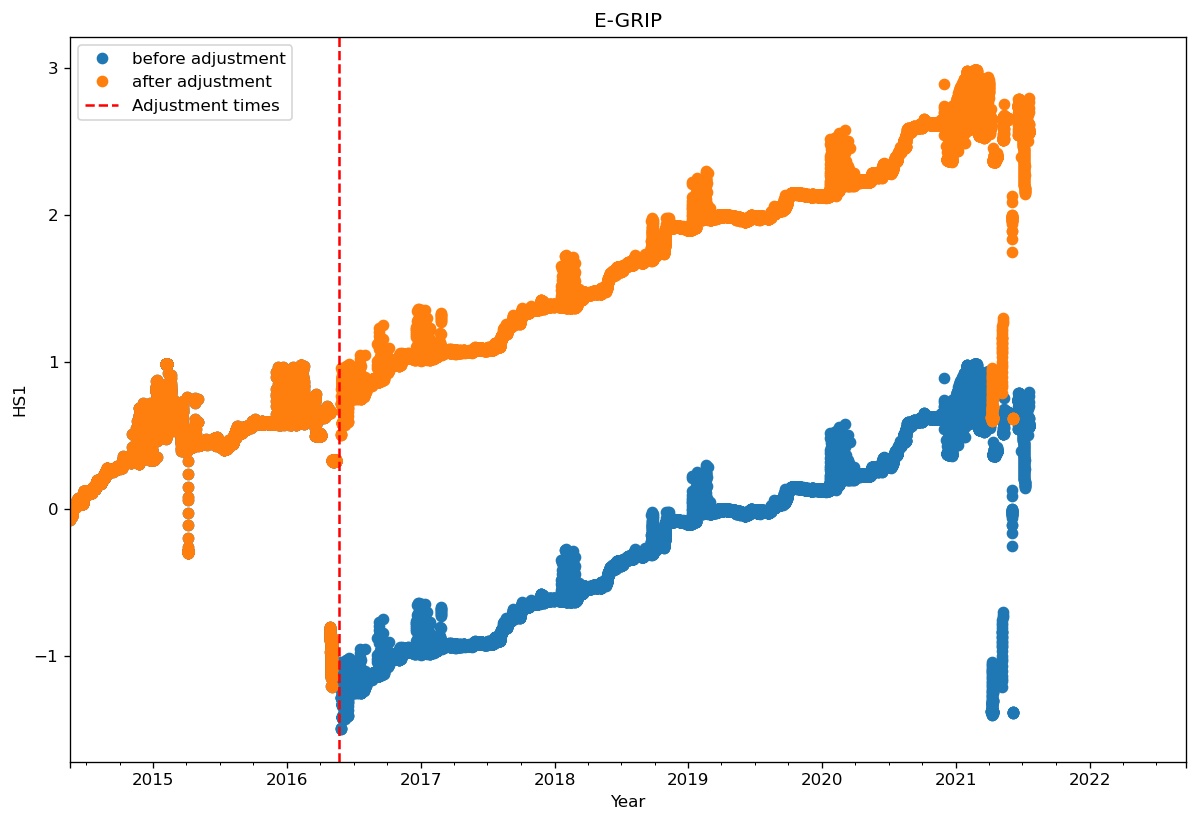 E-GRIP
before adjustment
after adjustment
Adjustment times
HS1
3
2
1
0
−1
2015 2016 2017 2018 2019 2020 2021 2022
Year